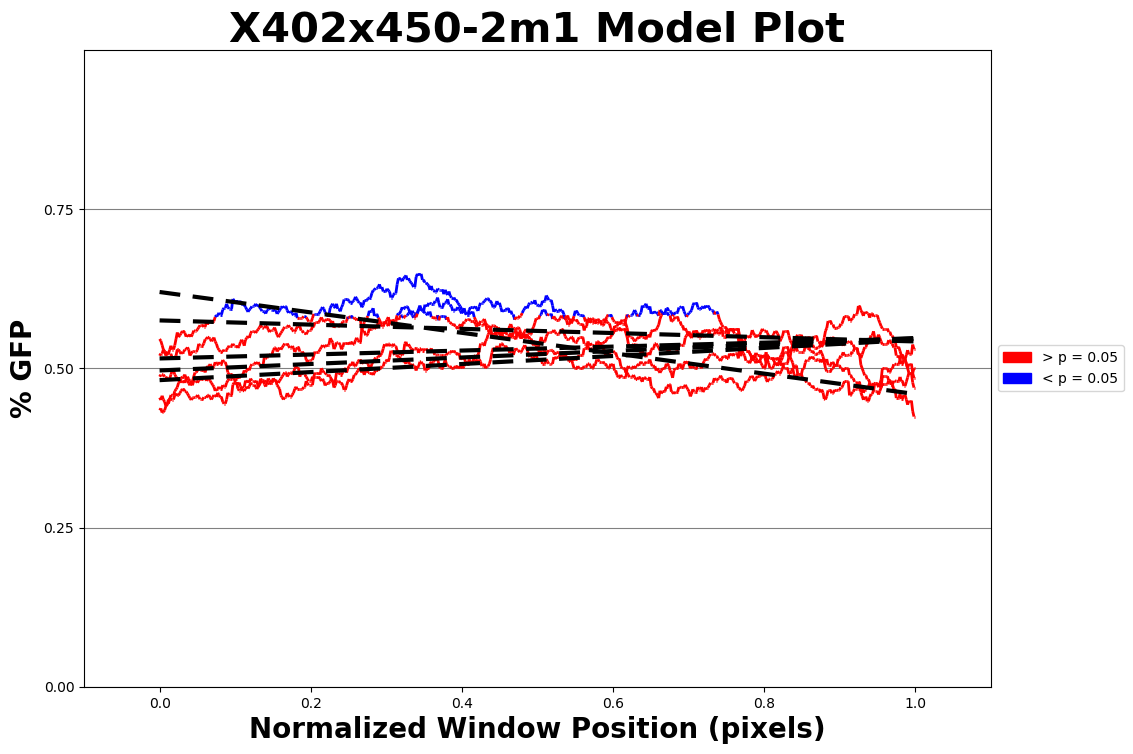 X402x450-2m1 Model Plot
% GFP
0.75
0.50
0.25
0.00
0.0 0.2 0.4 0.6 0.8 1.0
Normalized Window Position (pixels)
> p = 0.05
< p = 0.05